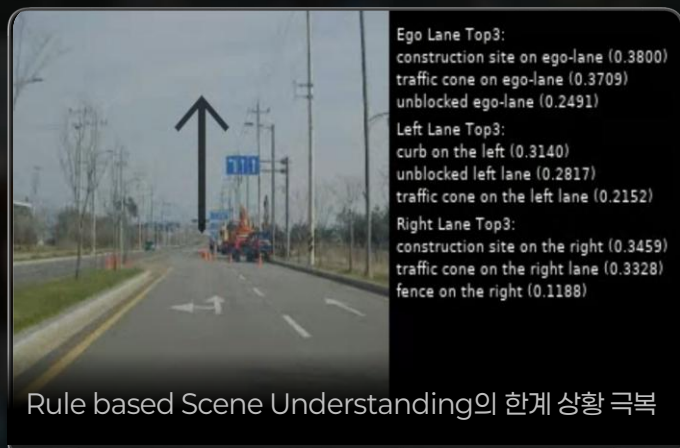 Ego Lane Top3:
construction site on ego-lane (0.3800)
traffic cone on ego-lane (0.3709)
unblocked ego-lane (0.2491)
Left Lane Top3:
curb on the left (0.3140)
unblocked left lane (0.2817)
traffic cone on the left lane (0.2152)
Right Lane Top3:
construction site on the right (0.3459)
traffic cone on the right lane (0.3328)
fence on the right (0.1188)
Rule based Scene Understanding의 한계 상황 극복